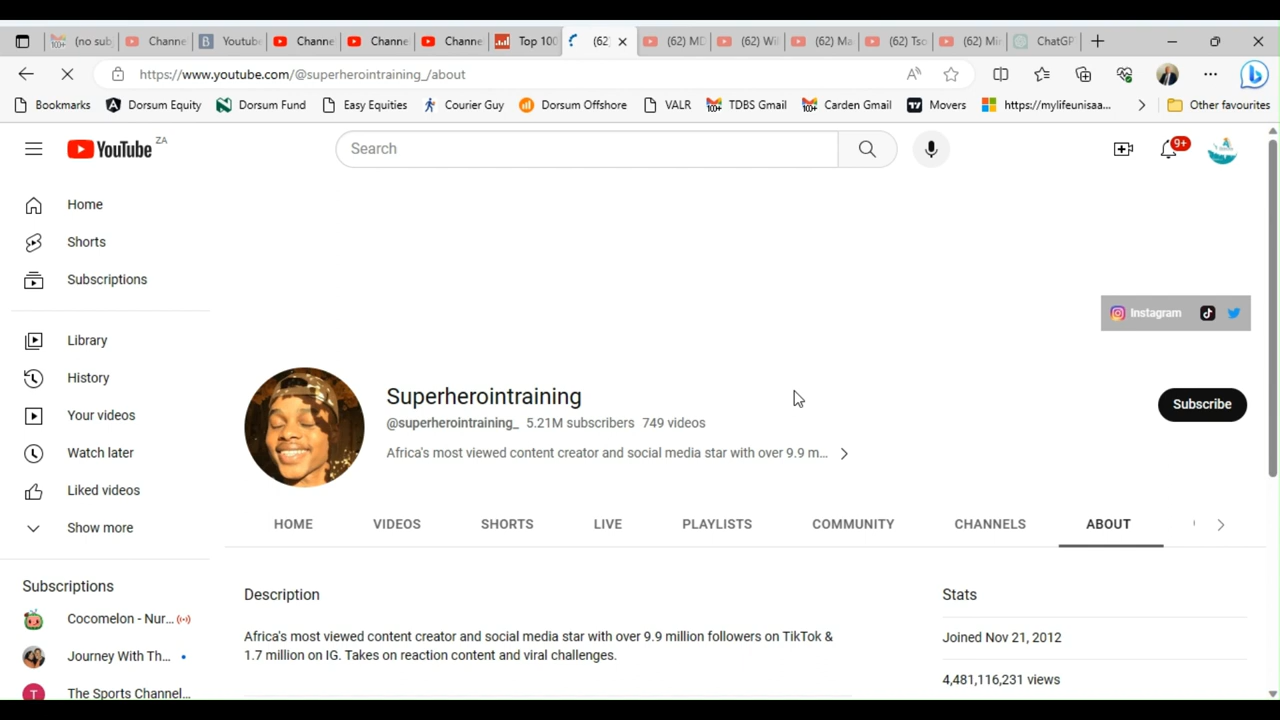 (no sub
Channe
Youtube
Channe
Channe
Channe
Top 100
(62)
(62) MD
(62) Wi
(62) Ma
(62) Tso
(62) Mir
ChatGP
https://www.youtube.com/@superherointraining_/about
Bookmarks
Dorsum Equity
Dorsum Fund
Easy Equities
Courier Guy
Dorsum Offshore
VALR
TDBS Gmail
Carden Gmail
Movers
https://mylifeunisaa...
Other favourites
YouTube ZA
Search
9+
Home
Shorts
Subscriptions
Library
History
Your videos
Watch later
Liked videos
Show more
Subscriptions
Cocomelon - Nur...
Journey With Th...
The Sports Channel...
Instagram
Superherointraining
@superherointraining_ 5.21M subscribers 749 videos
Africa's most viewed content creator and social media star with over 9.9 m...
Subscribe
HOME VIDEOS SHORTS LIVE PLAYLISTS COMMUNITY CHANNELS ABOUT
Description
Africa's most viewed content creator and social media star with over 9.9 million followers on TikTok &
1.7 million on IG. Takes on reaction content and viral challenges.
Stats
Joined Nov 21, 2012
4,481,116,231 views